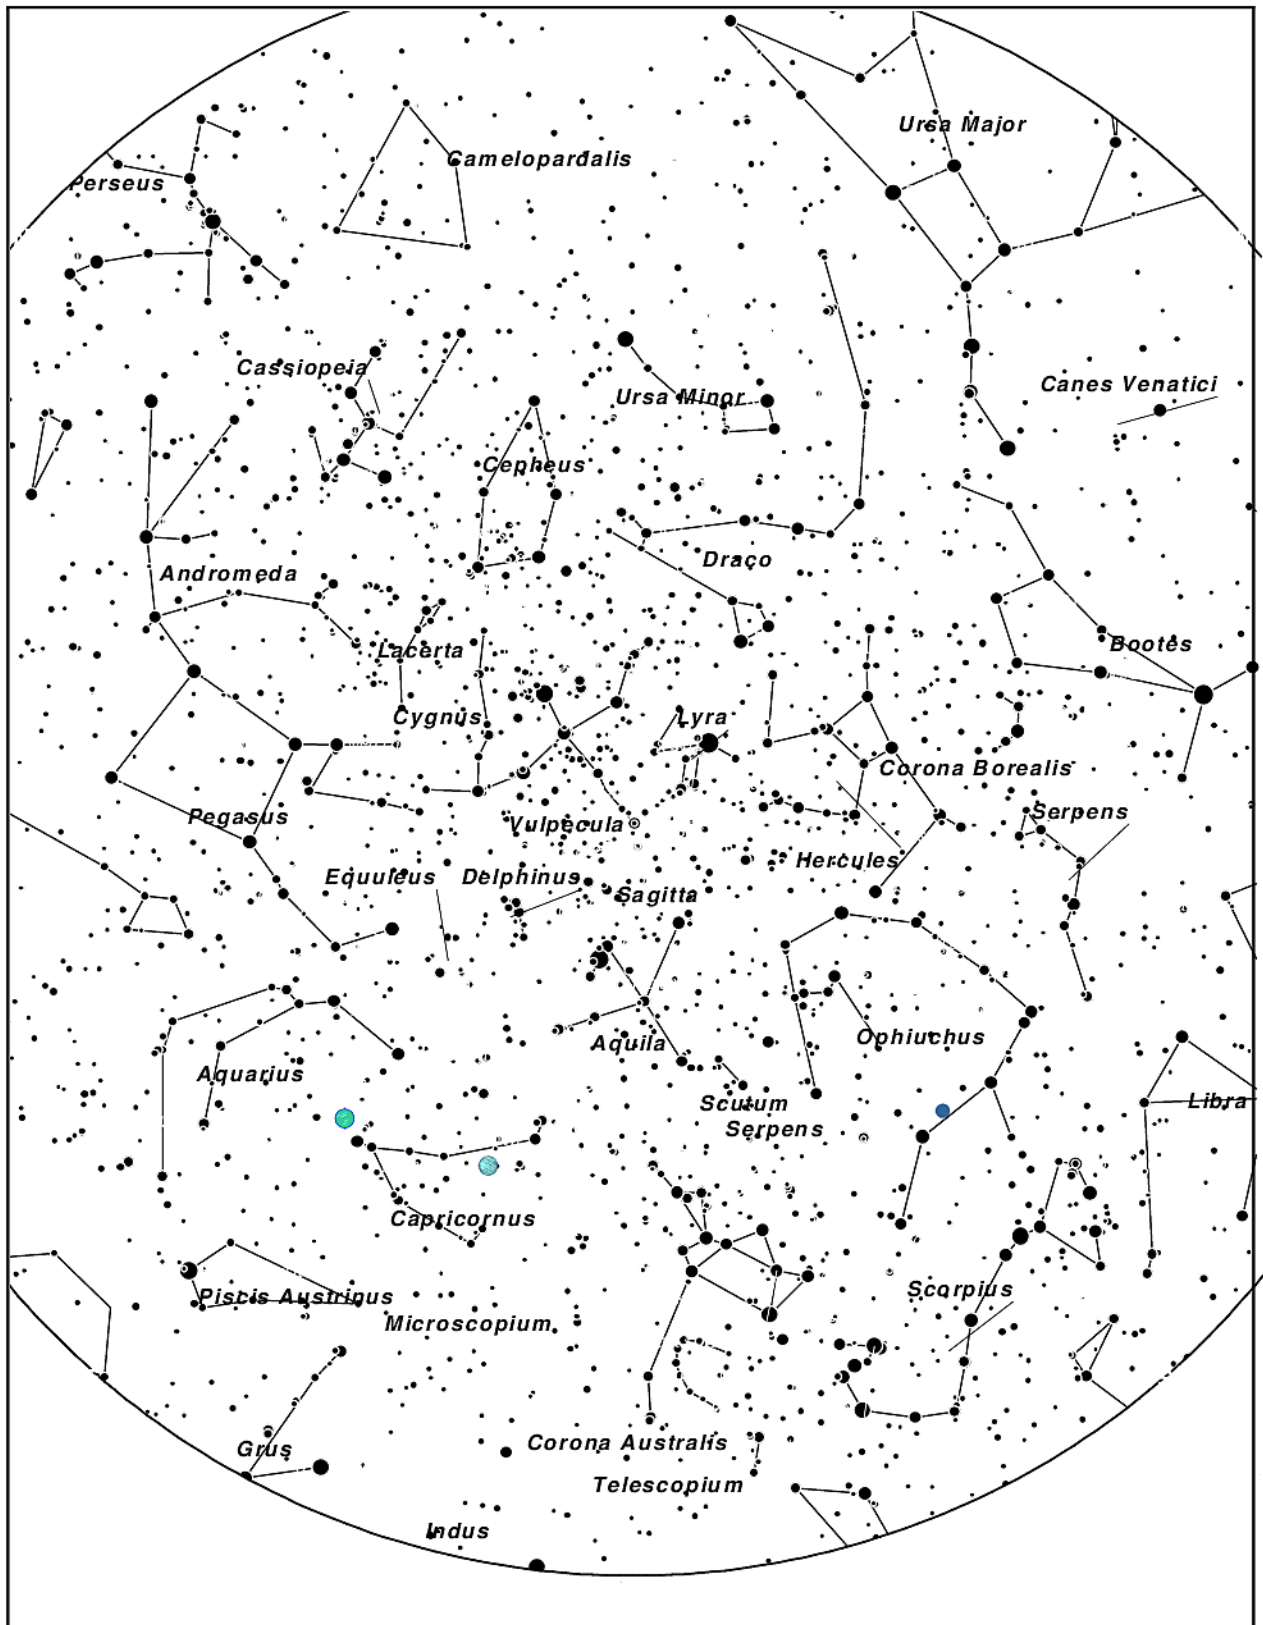 Ursa Major
Camelopardalis
Perseus
Cassiopeia
Canes Venatici
Ursa Minor
Cepheus
Draco
Andromeda
Bootes
Lacerta
Cygnus
Lyra
Corona Borealis
Pegasus
Vulpecula
Serpens
Hercules
Equuleus
Delphinus
Sagitta
Aquila
Ophiuchus
Aquarius
Scutum
Libra
Serpens
Capricornus
Scorpius
Piscis Austrinus
Microscopium
Grus
Corona Australis
Telescopium
Indus